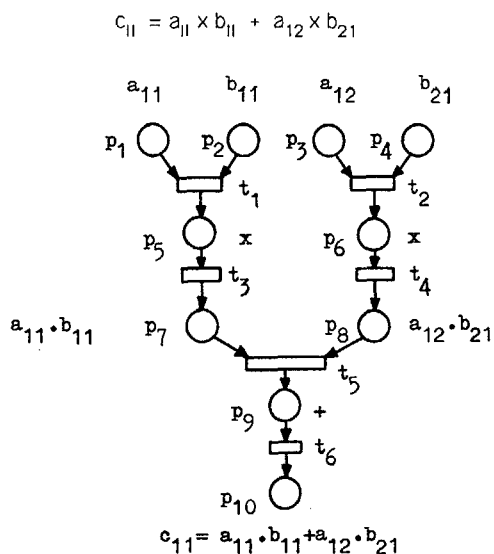 c₁₁ = a₁₁ x b₁₁ + a₁₂ x b₂₁
a₁₁ b₁₁ a₁₂ b₂₁
p₁ p₂ p₃ p₄
t₁ t₂
p₅ x p₆ x
t₃ t₄
a₁₁·b₁₁ p₇ p₈ a₁₂·b₂₁
t₅
p₉ +
t₆
p₁₀
c₁₁= a₁₁·b₁₁+a₁₂·b₂₁